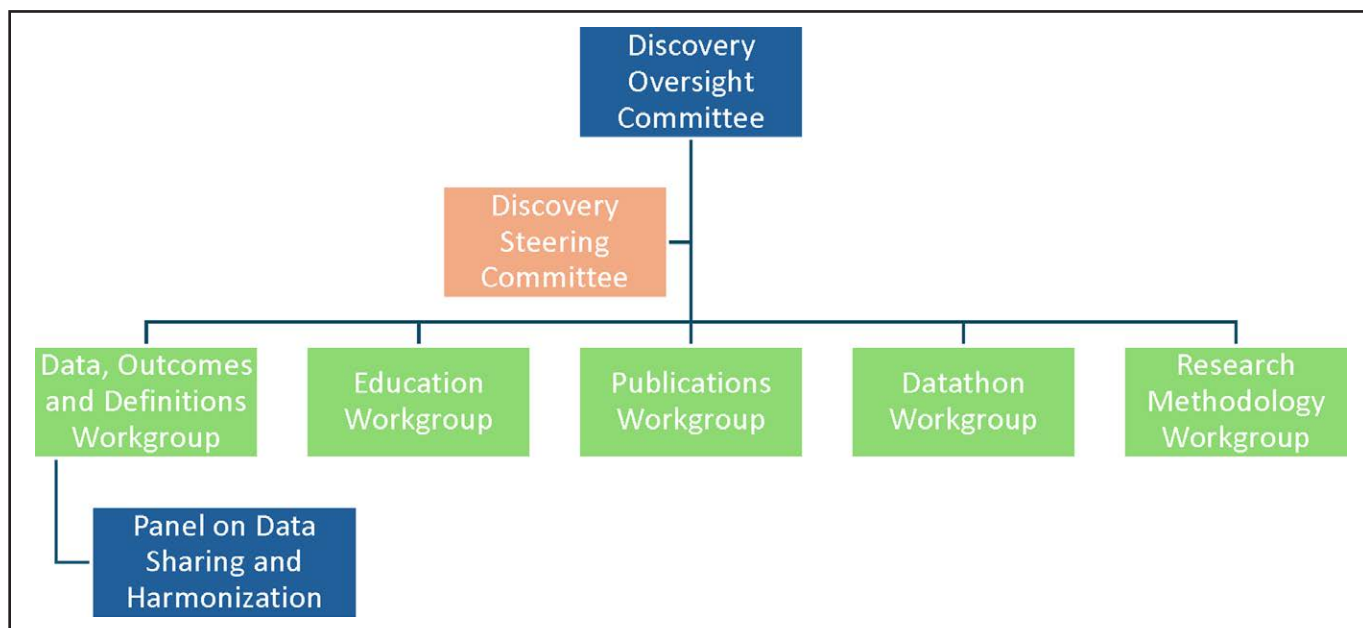 Discovery
Oversight
Committee
Discovery
Steering
Committee
Data, Outcomes
and Definitions
Workgroup
Education
Workgroup
Publications
Workgroup
Datathon
Workgroup
Research
Methodology
Workgroup
Panel on Data
Sharing and
Harmonization